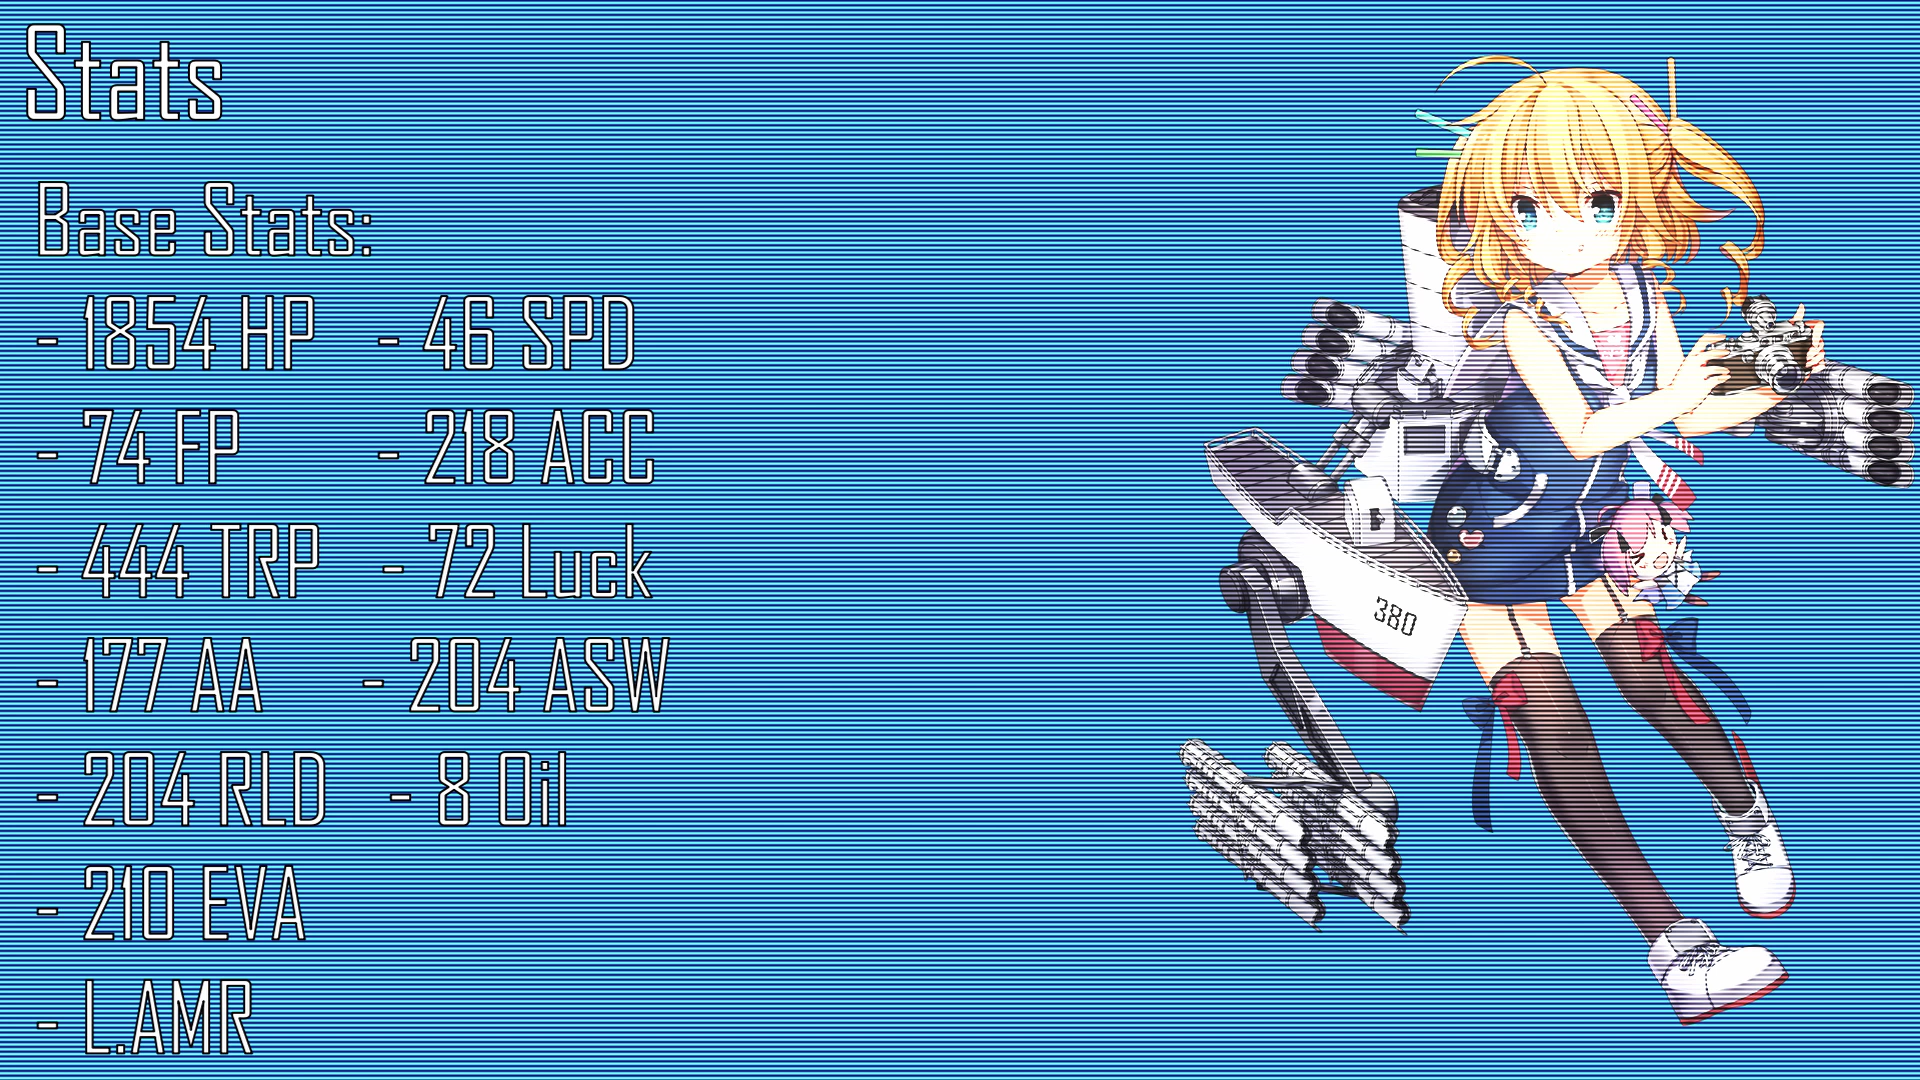 Stats
Base Stats:
- 1854 HP - 46 SPD
- 74 FP - 218 ACC
- 444 TRP - 72 Luck
- 177 AA - 204 ASW
- 204 RLD - 8 Oil
- 210 EVA
- L.AMR
380